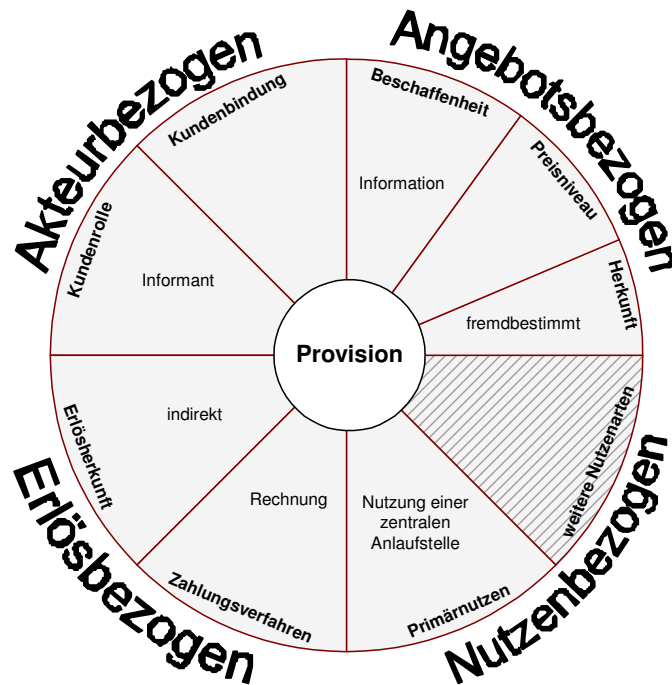 Akteurbezogen
Angebotsbezogen
Kundenbindung
Beschaffenheit
Information
Preisniveau
Kundenrolle
Informant
Herkunft
fremdbestimmt
Provision
Erlösherkunft
indirekt
weitere Nutzenarten
Rechnung
Nutzung einer
zentralen
Anlaufstelle
Zahlungsverfahren
Primärnutzen
Erlösbezogen
Nutzenbezogen